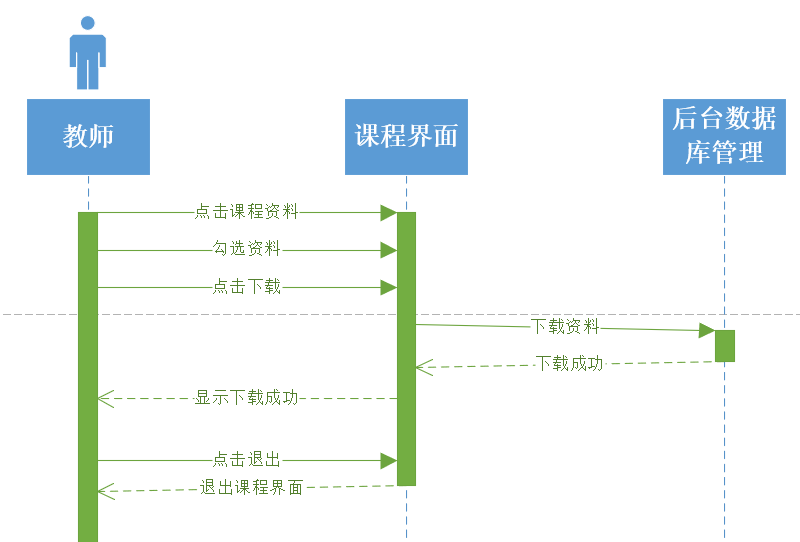 教师
课程界面
后台数据
库管理
点击课程资料
勾选资料
点击下载
下载资料
下载成功
显示下载成功
点击退出
退出课程界面